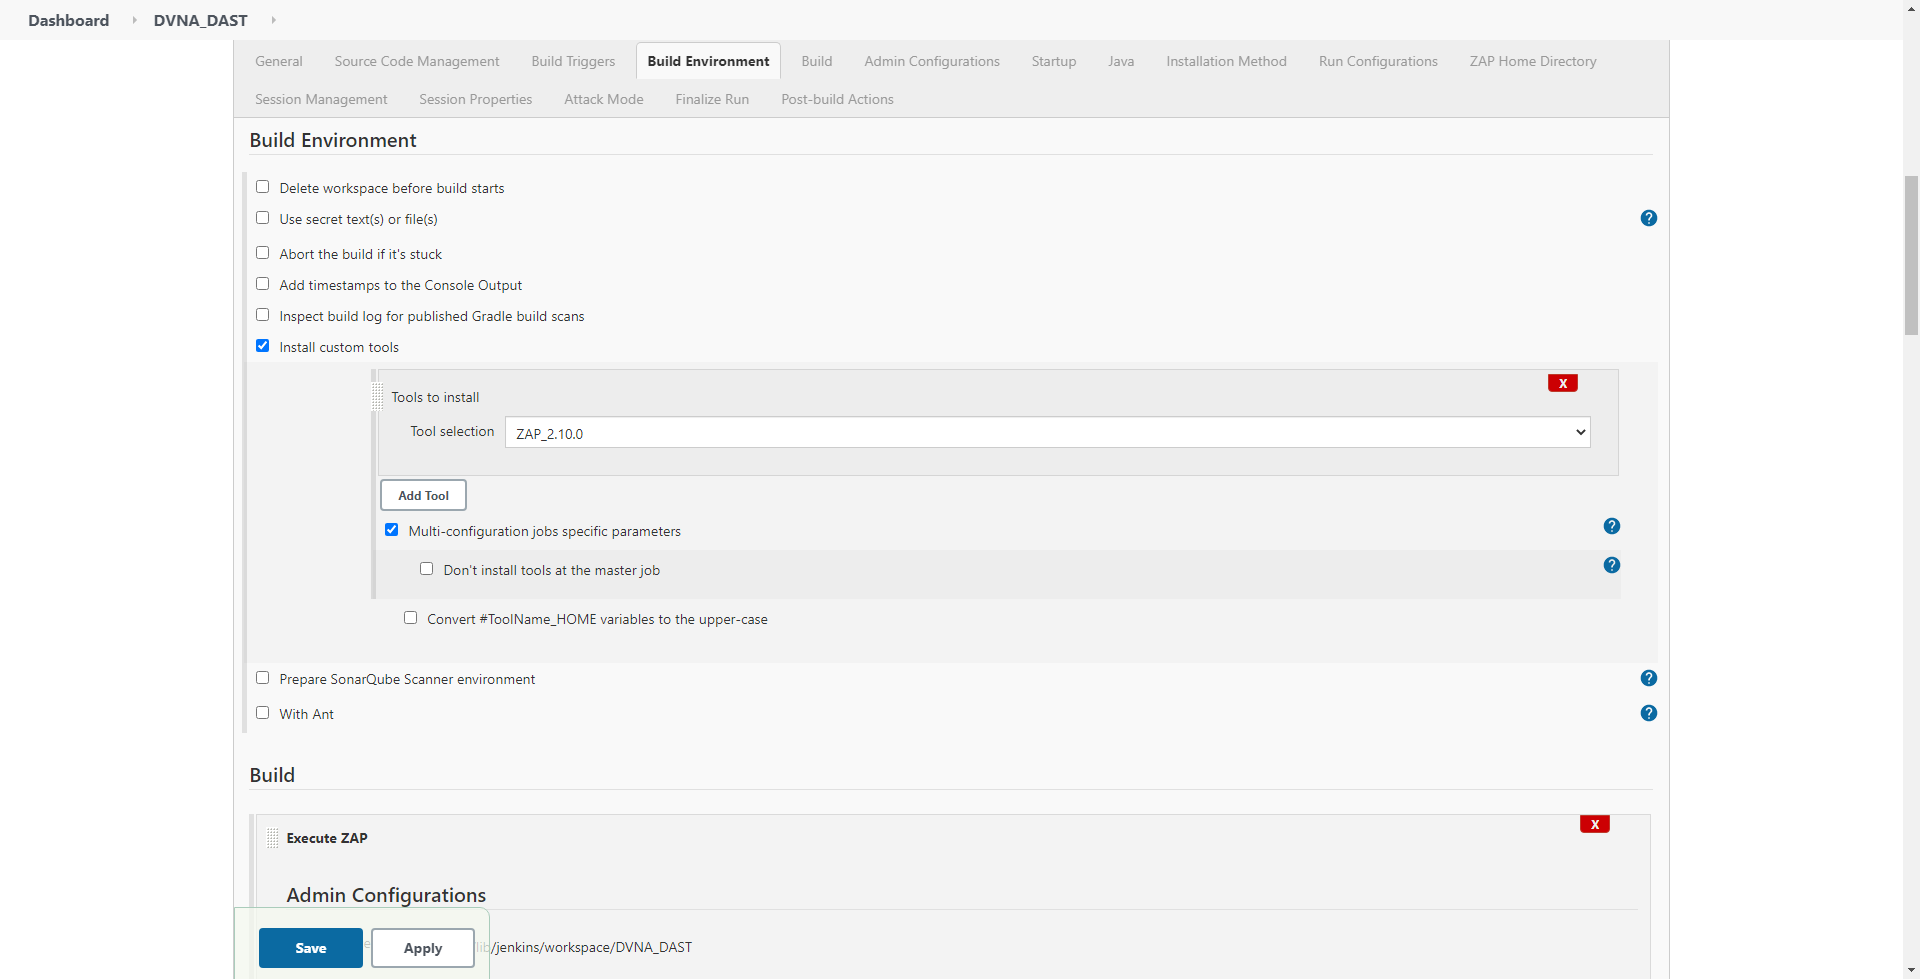 Dashboard DVNA_DAST
General Source Code Management Build Triggers Build Environment Build Admin Configurations Startup Java Installation Method Run Configurations ZAP Home Directory
Session Management Session Properties Attack Mode Finalize Run Post-build Actions
Build Environment
Delete workspace before build starts
Use secret text(s) or file(s) ?
Abort the build if it's stuck
Add timestamps to the Console Output
Inspect build log for published Gradle build scans
Install custom tools
X
Tools to install
Tool selection ZAP_2.10.0
Add Tool
Multi-configuration jobs specific parameters ?
Don't install tools at the master job ?
Convert #ToolName_HOME variables to the upper-case
Prepare SonarQube Scanner environment ?
With Ant ?
Build
X
Execute ZAP
Admin Configurations
Save Apply lib/jenkins/workspace/DVNA_DAST